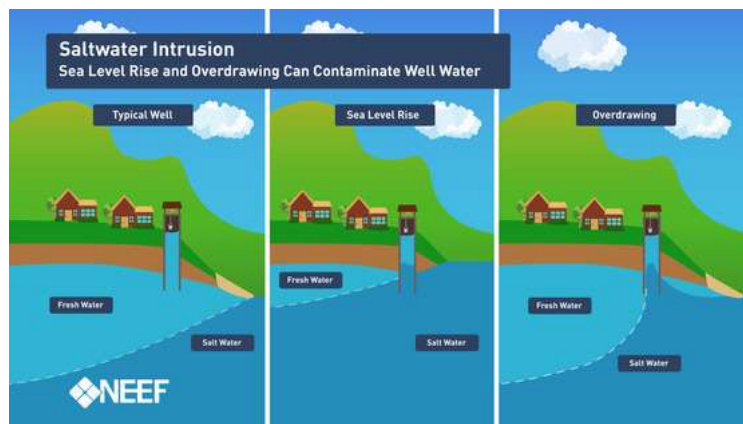 Saltwater Intrusion
Sea Level Rise and Overdrawing Can Contaminate Well Water
Typical Well
Sea Level Rise
Overdrawing
Fresh Water
Salt Water
Fresh Water
Salt Water
Fresh Water
Salt Water
NEEF